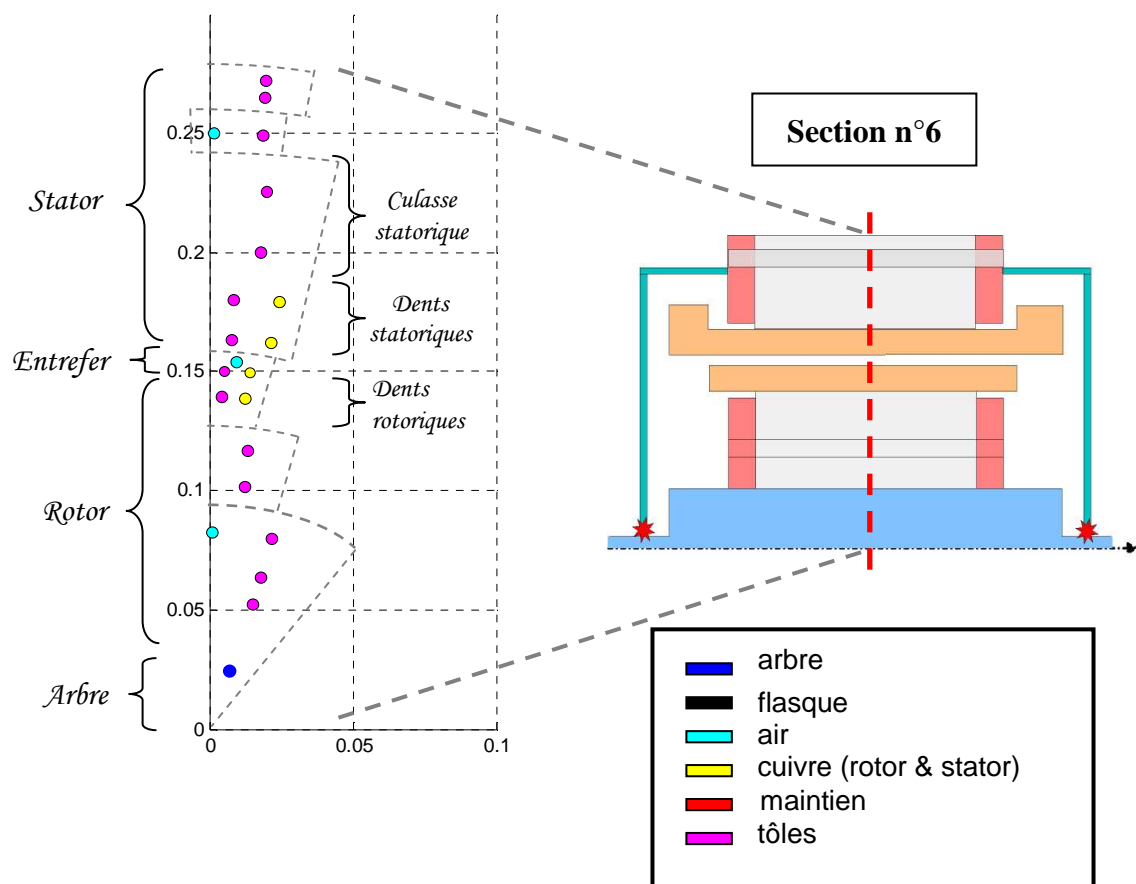 Section n°6
Stator
Culasse
statorique
Dents
statoriques
Entrefer
Dents
rotoriques
Rotor
Arbre
0.25
0.2
0.15
0.1
0.05
0
0
0.05
0.1
arbre
flasque
air
cuivre (rotor & stator)
maintien
tôles